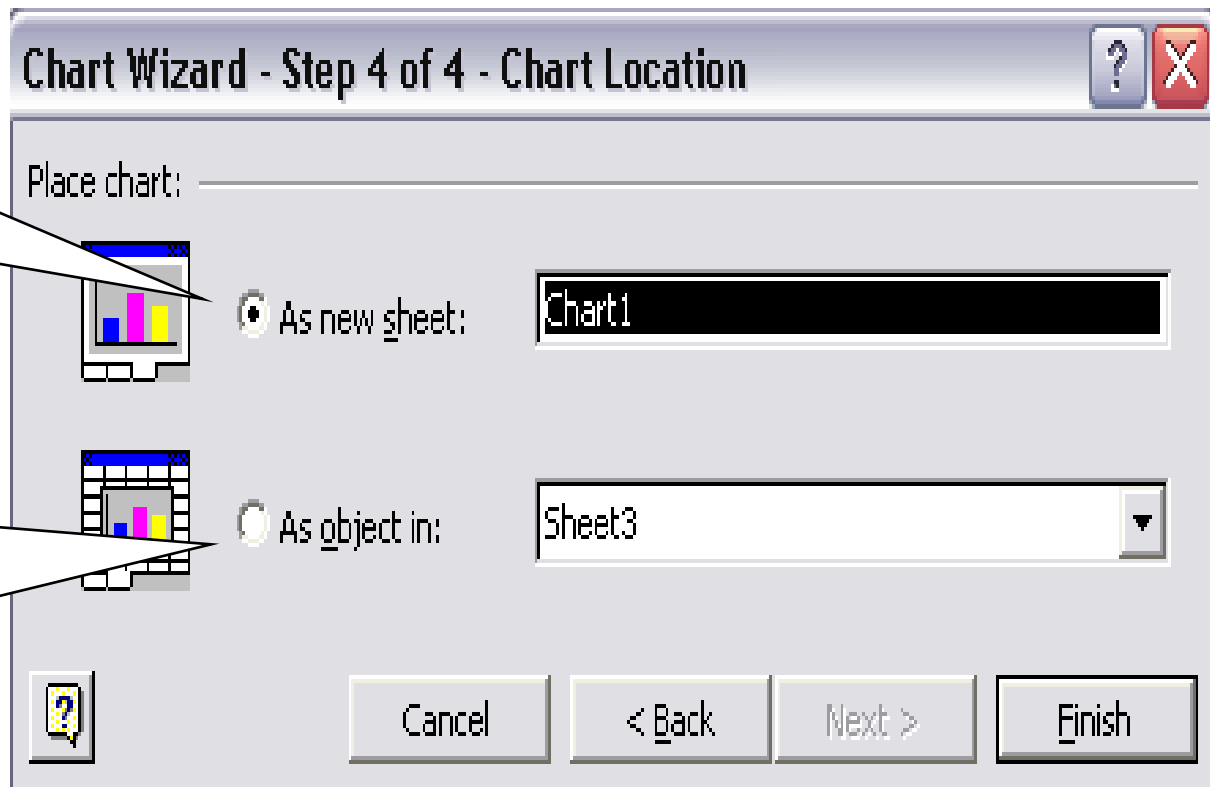 Chart Wizard - Step 4 of 4 - Chart Location
?
X
Place chart:
As new sheet:
Chart1
As object in:
Sheet3
?
Cancel
< Back
Next >
Finish